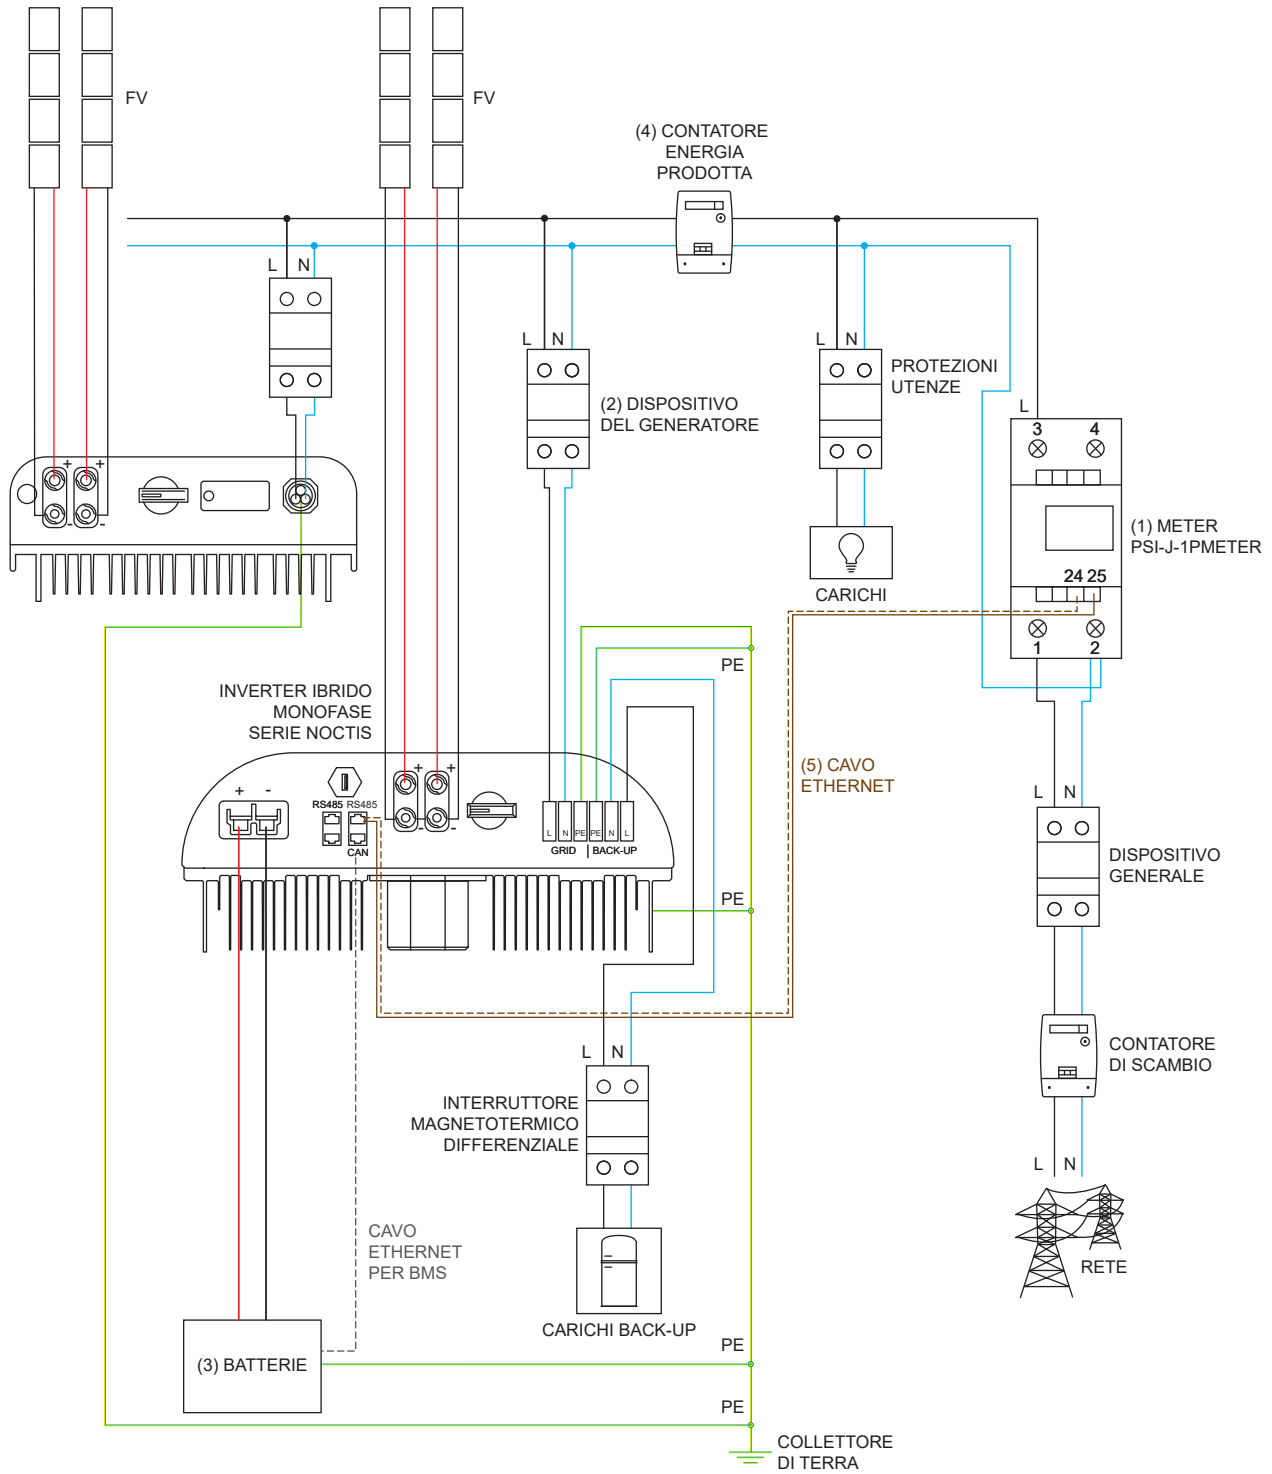 FV
FV
(4) CONTATORE
ENERGIA
PRODOTTA
L N
L N
(2) DISPOSITIVO
DEL GENERATORE
L N
PROTEZIONI
UTENZE
L
3 4
(1) METER
PSI-J-1PMETER
24 25
1 2
+ +
- -
CARICHI
PE
INVERTER IBRIDO
MONOFASE
SERIE NOCTIS
+ -
RS485 RS485
CAN
+ +
- -
L N PE PE N L
GRID | BACK-UP
(5) CAVO
ETHERNET
L N
DISPOSITIVO
GENERALE
PE
CONTATORE
DI SCAMBIO
L N
INTERRUTTORE
MAGNETOTERMICO
DIFFERENZIALE
L N
RETE
CAVO
ETHERNET
PER BMS
CARICHI BACK-UP
(3) BATTERIE
PE
PE
COLLETTORE
DI TERRA